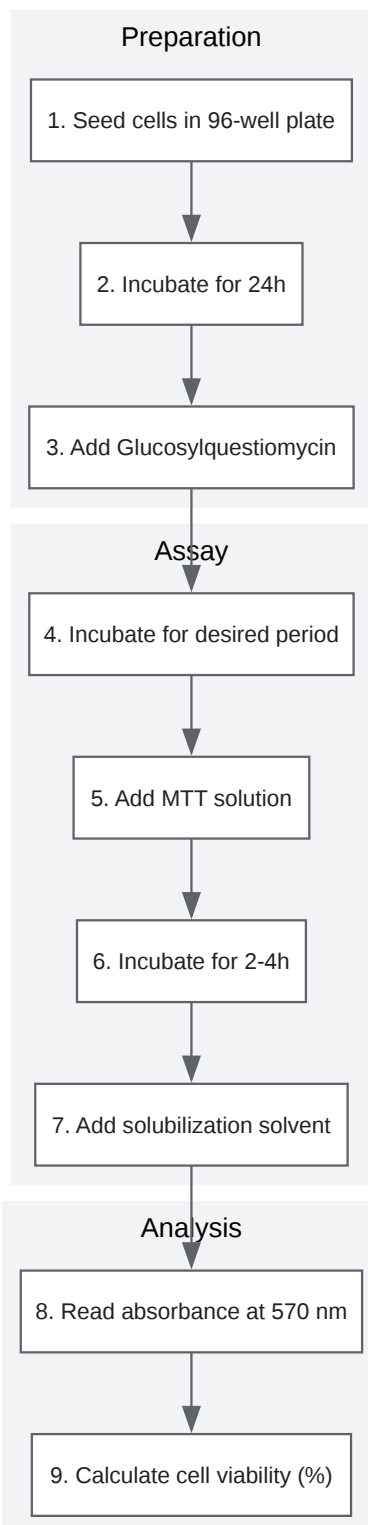 Preparation
1. Seed cells in 96-well plate
2. Incubate for 24h
3. Add Glucosylquestiomycin
Assay
4. Incubate for desired period
5. Add MTT solution
6. Incubate for 2-4h
7. Add solubilization solvent
Analysis
8. Read absorbance at 570 nm
9. Calculate cell viability (%)